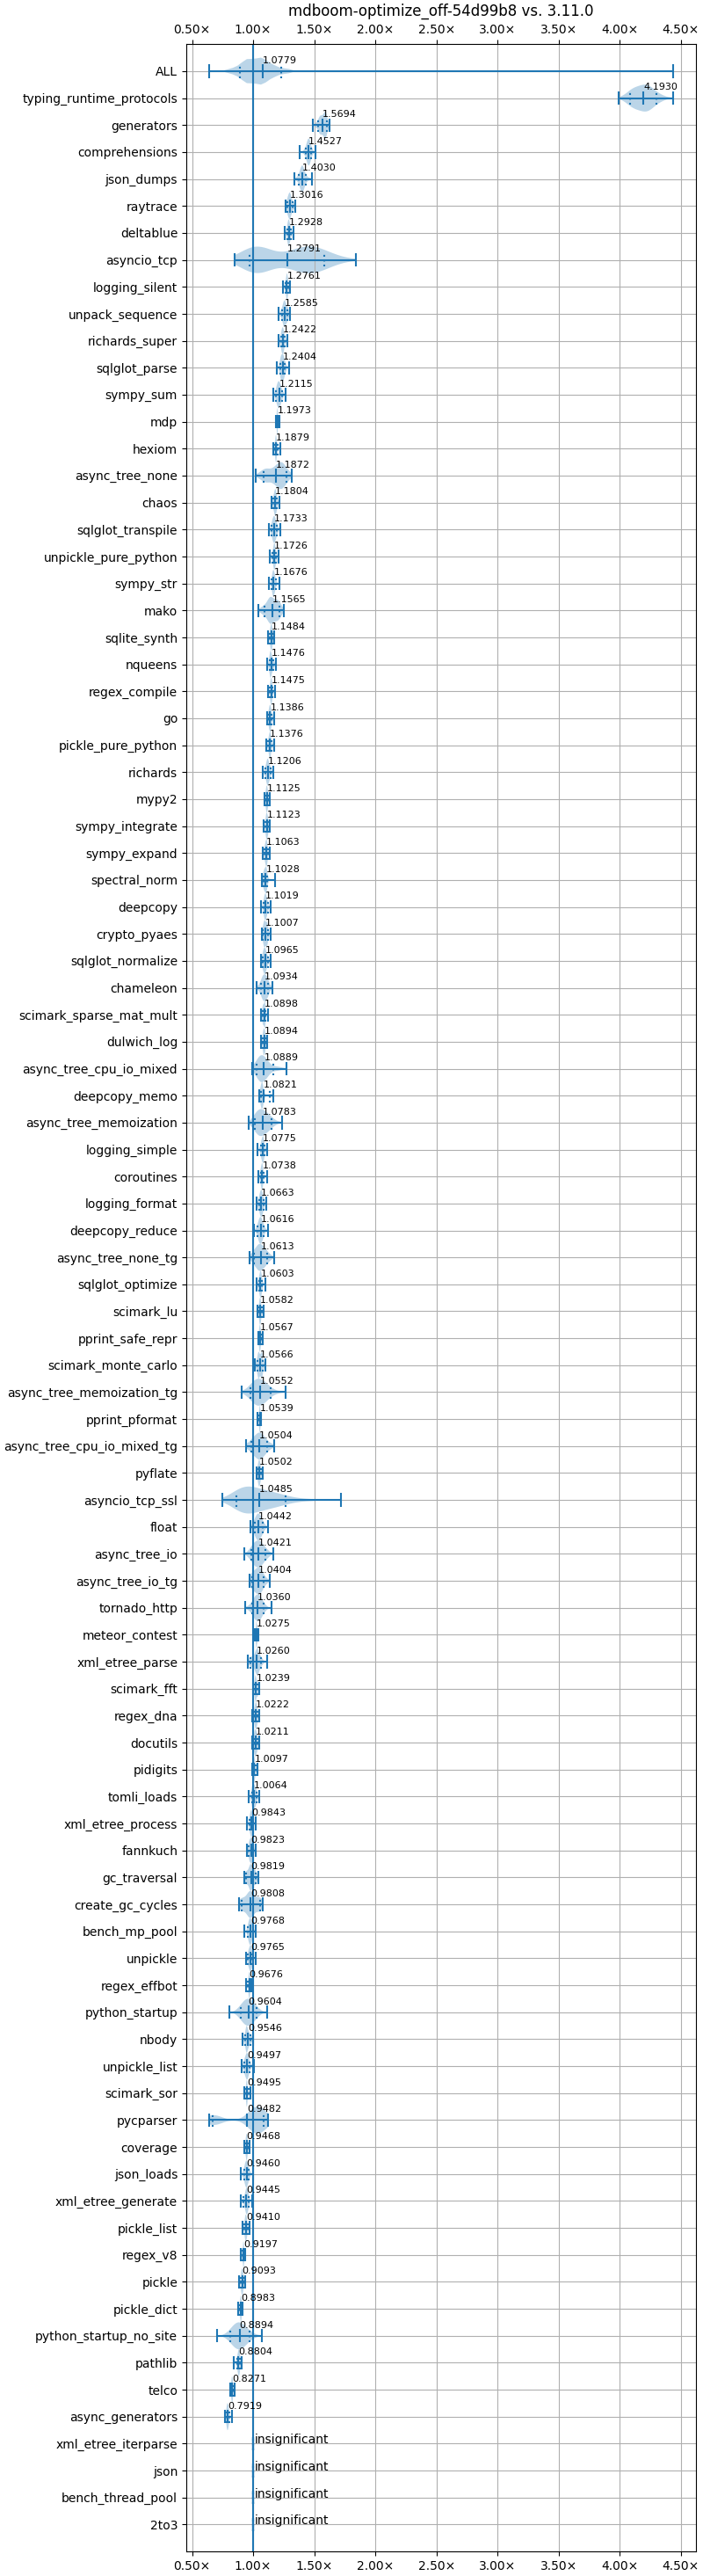 mdboom-optimize_off-54d99b8 vs. 3.11.0
0.50× 1.00× 1.50× 2.00× 2.50× 3.00× 3.50× 4.00× 4.50×
ALL 1.0779
typing_runtime_protocols 4.1930
generators 1.5694
comprehensions 1.4527
json_dumps 1.4030
raytrace 1.3016
deltablue 1.2928
asyncio_tcp 1.2791
logging_silent 1.2761
unpack_sequence 1.2585
richards_super 1.2422
sqlglot_parse 1.2404
sympy_sum 1.2115
mdp 1.1973
hexiom 1.1879
async_tree_none 1.1872
chaos 1.1804
sqlglot_transpile 1.1733
unpickle_pure_python 1.1726
sympy_str 1.1676
mako 1.1565
sqlite_synth 1.1484
nqueens 1.1476
regex_compile 1.1475
go 1.1386
pickle_pure_python 1.1376
richards 1.1206
mypy2 1.1125
sympy_integrate 1.1123
sympy_expand 1.1063
spectral_norm 1.1028
deepcopy 1.1019
crypto_pyaes 1.1007
sqlglot_normalize 1.0965
chameleon 1.0934
scimark_sparse_mat_mult 1.0898
dulwich_log 1.0894
async_tree_cpu_io_mixed 1.0889
deepcopy_memo 1.0821
async_tree_memoization 1.0783
logging_simple 1.0775
coroutines 1.0738
logging_format 1.0663
deepcopy_reduce 1.0616
async_tree_none_tg 1.0613
sqlglot_optimize 1.0603
scimark_lu 1.0582
pprint_safe_repr 1.0567
scimark_monte_carlo 1.0566
async_tree_memoization_tg 1.0552
pprint_pformat 1.0539
async_tree_cpu_io_mixed_tg 1.0504
pyflate 1.0502
asyncio_tcp_ssl 1.0485
float 1.0442
async_tree_io 1.0421
async_tree_io_tg 1.0404
tornado_http 1.0360
meteor_contest 1.0275
xml_etree_parse 1.0260
scimark_fft 1.0239
regex_dna 1.0222
docutils 1.0211
pidigits 1.0097
tomli_loads 1.0064
xml_etree_process 0.9843
fannkuch 0.9823
gc_traversal 0.9819
create_gc_cycles 0.9808
bench_mp_pool 0.9768
unpickle 0.9765
regex_effbot 0.9676
python_startup 0.9604
nbody 0.9546
unpickle_list 0.9497
scimark_sor 0.9495
pycparser 0.9482
coverage 0.9468
json_loads 0.9460
xml_etree_generate 0.9445
pickle_list 0.9410
regex_v8 0.9197
pickle 0.9093
pickle_dict 0.8983
python_startup_no_site 0.8894
pathlib 0.8804
telco 0.8271
async_generators 0.7919
xml_etree_iterparse insignificant
json insignificant
bench_thread_pool insignificant
2to3 insignificant
0.50× 1.00× 1.50× 2.00× 2.50× 3.00× 3.50× 4.00× 4.50×